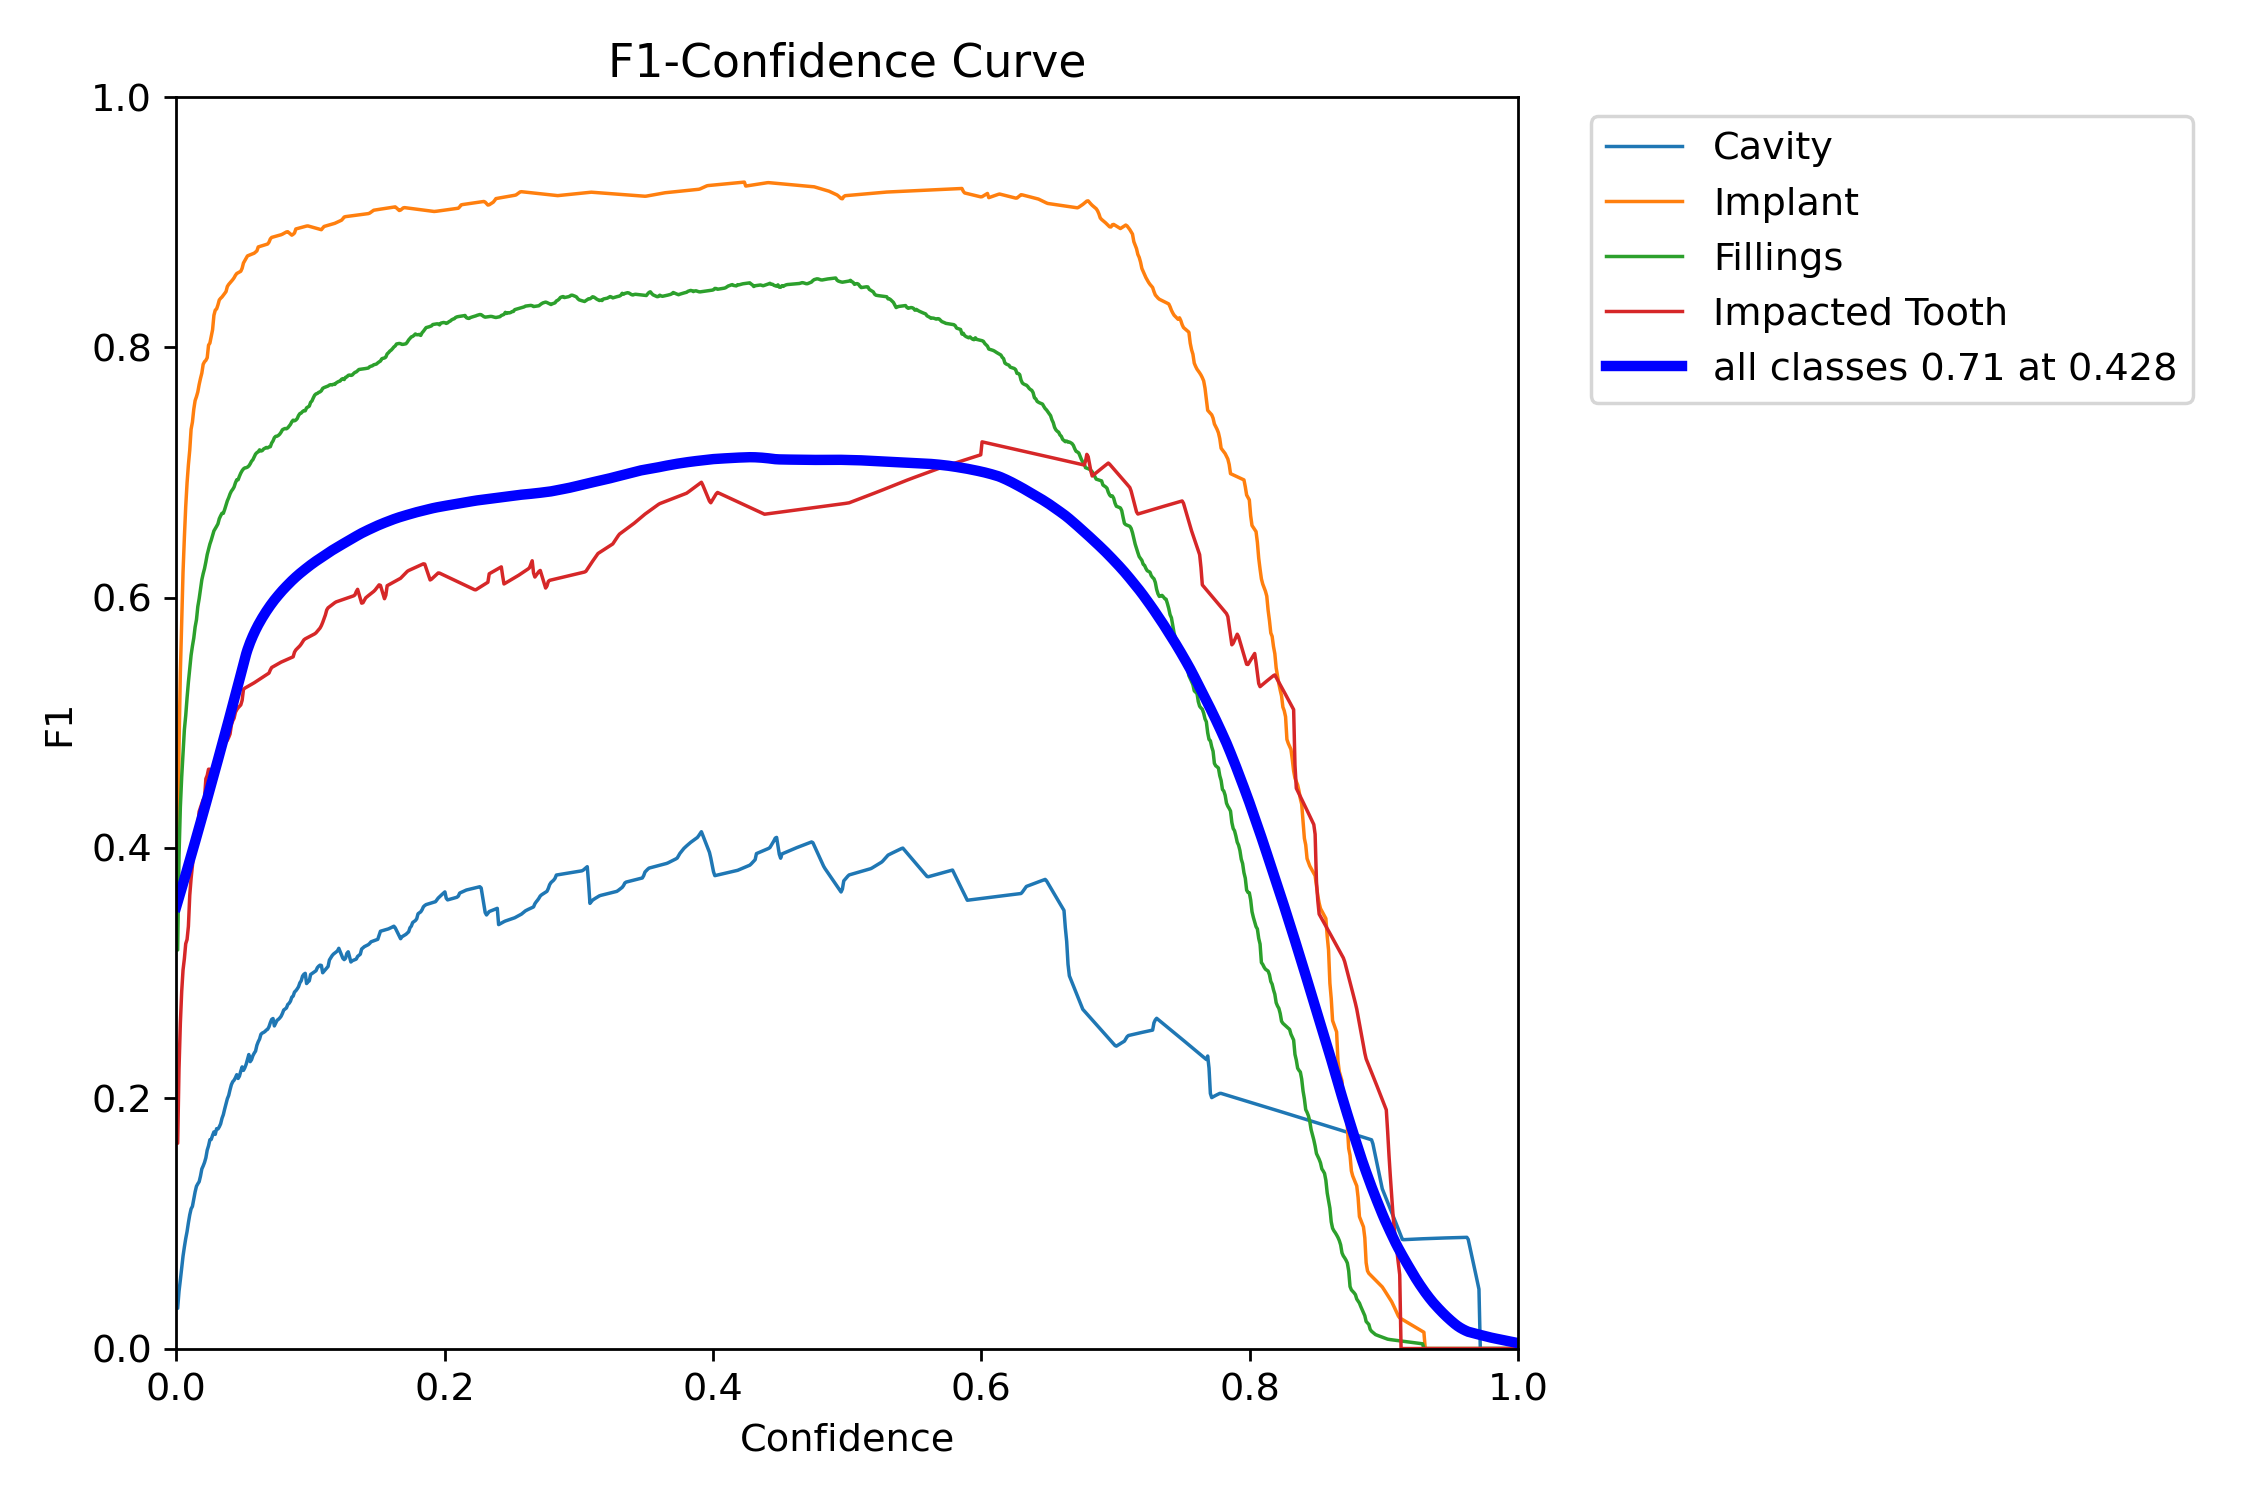 F1-Confidence Curve
1.0
0.8
0.6
0.4
0.2
0.0
F1
0.0 0.2 0.4 0.6 0.8 1.0
Confidence
Cavity
Implant
Fillings
Impacted Tooth
all classes 0.71 at 0.428